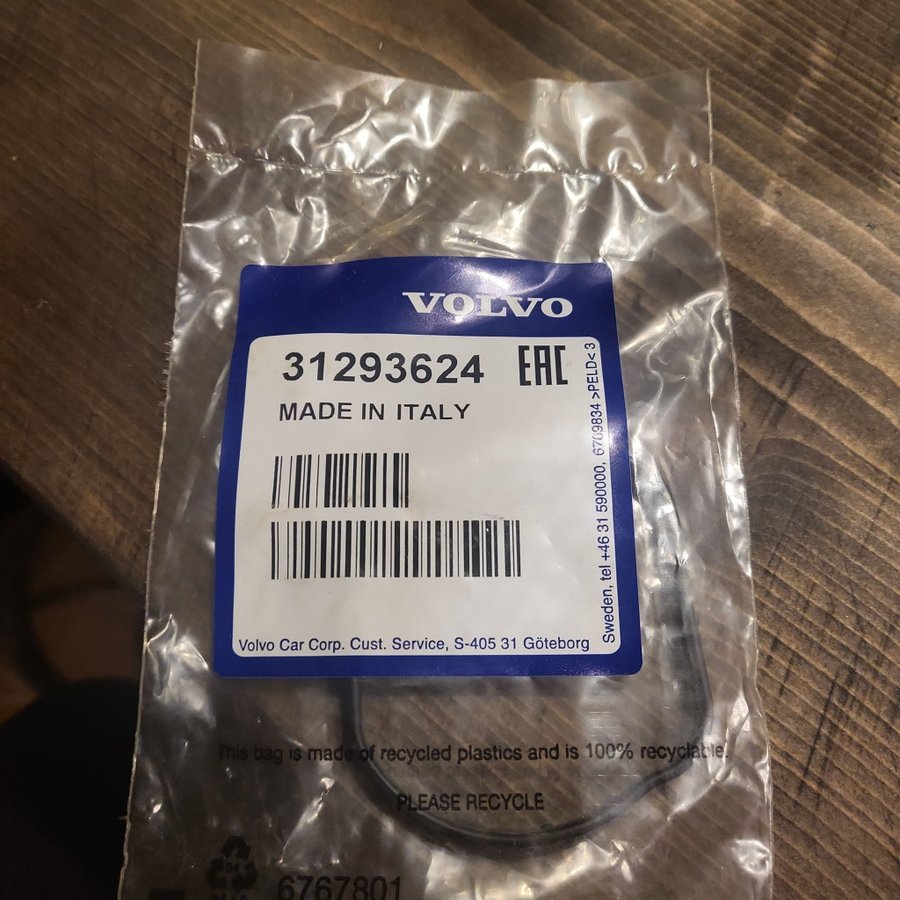 VOLVO
31293624 EAC
MADE IN ITALY
Sweden, tel +46 31 590000, 6769834 >PELD< 3
Volvo Car Corp. Cust. Service, S-405 31 Göteborg
This bag is made of recycled plastics and is 100% recyclable.
PLEASE RECYCLE
6767801